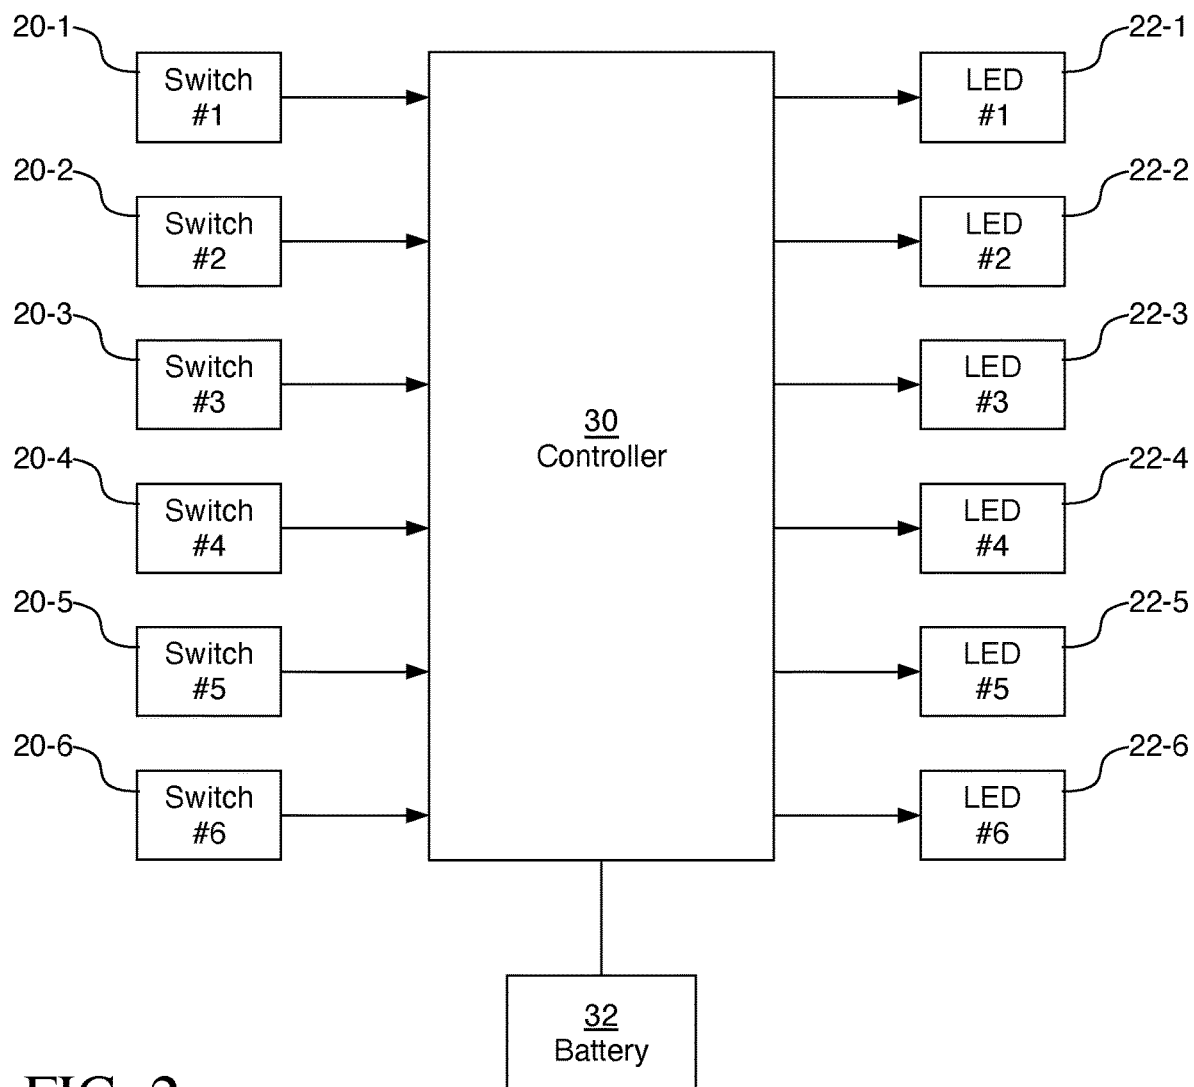 20-1
Switch
#1
LED
#1
22-1
20-2
Switch
#2
LED
#2
22-2
20-3
Switch
#3
LED
#3
22-3
30
Controller
20-4
Switch
#4
LED
#4
22-4
20-5
Switch
#5
LED
#5
22-5
20-6
Switch
#6
LED
#6
22-6
32
Battery
FIG. 2